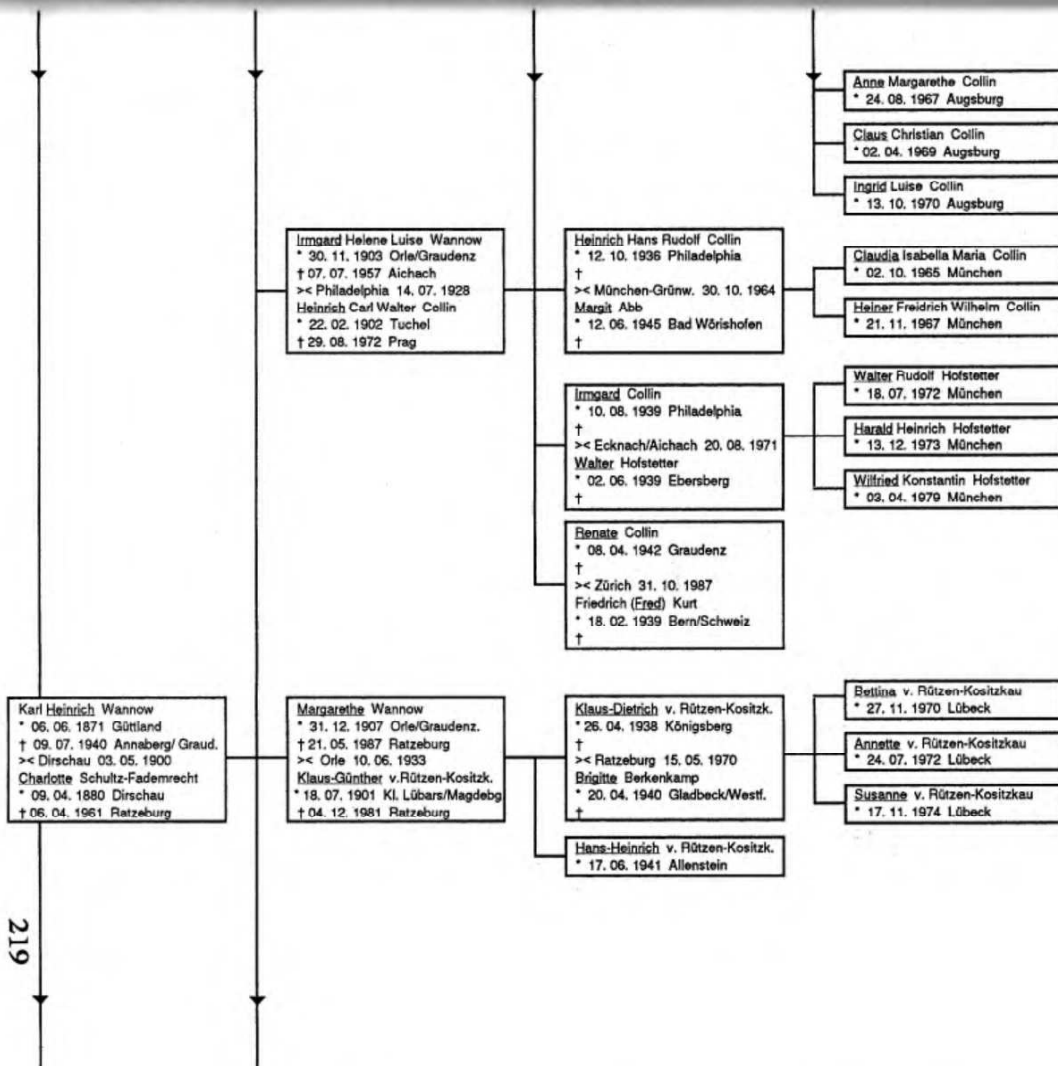 Anne Margarethe Collin
* 24. 08. 1967 Augsburg
Claus Christian Collin
* 02. 04. 1969 Augsburg
Ingrid Luise Collin
* 13. 10. 1970 Augsburg
Irmgard Helene Luise Wannow
* 30. 11. 1903 Orle/Graudenz
† 07. 07. 1957 Aichach
>< Philadelphia 14. 07. 1928
Heinrich Carl Walter Collin
* 22. 02. 1902 Tuchel
† 29. 08. 1972 Prag
Heinrich Hans Rudolf Collin
* 12. 10. 1936 Philadelphia
†
>< München-Grünw. 30. 10. 1964
Margit Abb
* 12. 06. 1945 Bad Wörishofen
†
Claudia Isabella Maria Collin
* 02. 10. 1965 München
Heiner Freidrich Wilhelm Collin
* 21. 11. 1967 München
Irmgard Collin
* 10. 08. 1939 Philadelphia
†
>< Ecknach/Aichach 20. 08. 1971
Walter Hofstetter
* 02. 06. 1939 Ebersberg
†
Walter Rudolf Hofstetter
* 18. 07. 1972 München
Harald Heinrich Hofstetter
* 13. 12. 1973 München
Wilfried Konstantin Hofstetter
* 03. 04. 1979 München
Renate Collin
* 08. 04. 1942 Graudenz
†
>< Zürich 31. 10. 1987
Friedrich (Fred) Kurt
* 18. 02. 1939 Bern/Schweiz
†
Karl Heinrich Wannow
* 06. 06. 1871 Güttland
† 09. 07. 1940 Annaberg/ Graud.
>< Dirschau 03. 05. 1900
Charlotte Schultz-Fademrecht
* 09. 04. 1880 Dirschau
† 06. 04. 1961 Ratzeburg
Margarethe Wannow
* 31. 12. 1907 Orle/Graudenz.
† 21. 05. 1987 Ratzeburg
>< Orle 10. 06. 1933
Klaus-Günther v.Rützen-Kositzk.
* 18. 07. 1901 Kl. Lübars/Magdebg
† 04. 12. 1981 Ratzeburg
Klaus-Dietrich v. Rützen-Kositzk.
* 26. 04. 1938 Königsberg
†
>< Ratzeburg 15. 05. 1970
Brigitte Berkenkamp
* 20. 04. 1940 Gladbeck/Westf.
†
Bettina v. Rützen-Kositzkau
* 27. 11. 1970 Lübeck
Annette v. Rützen-Kositzkau
* 24. 07. 1972 Lübeck
Susanne v. Rützen-Kositzkau
* 17. 11. 1974 Lübeck
Hans-Heinrich v. Rützen-Kositzk.
* 17. 06. 1941 Allenstein
219